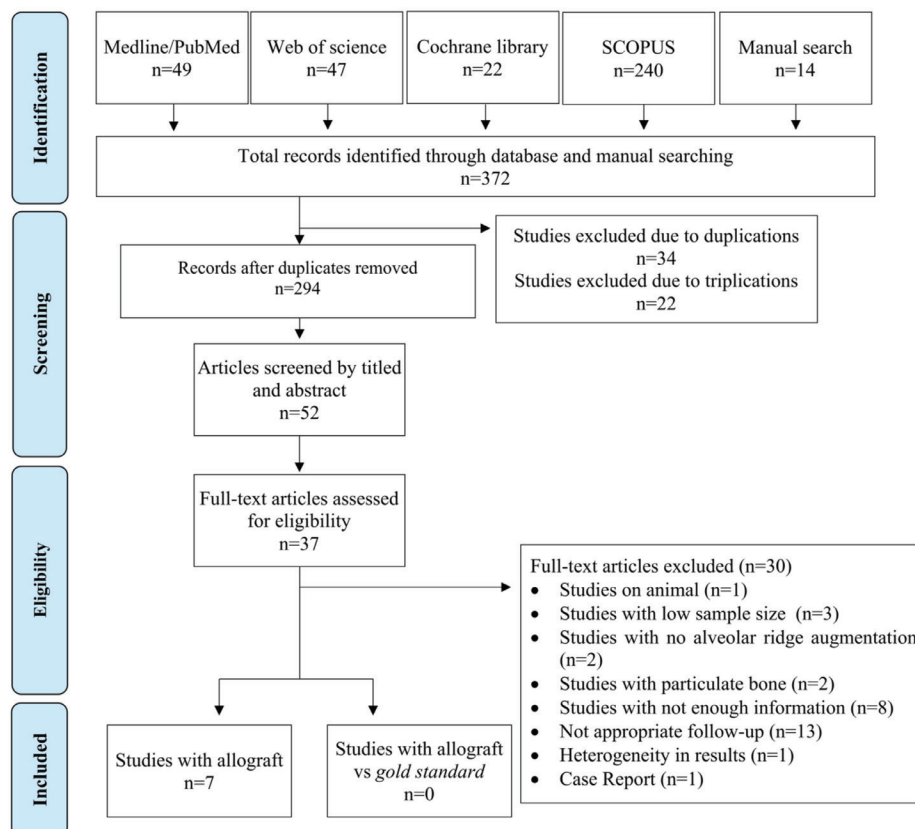 Identification
Medline/PubMed
n=49
Web of science
n=47
Cochrane library
n=22
SCOPUS
n=240
Manual search
n=14
Total records identified through database and manual searching
n=372
Screening
Studies excluded due to duplications
n=34
Studies excluded due to triplications
n=22
Records after duplicates removed
n=294
Articles screened by titled
and abstract
n=52
Eligibility
Full-text articles assessed
for eligibility
n=37
Full-text articles excluded (n=30)
• Studies on animal (n=1)
• Studies with low sample size (n=3)
• Studies with no alveolar ridge augmentation
(n=2)
• Studies with particulate bone (n=2)
• Studies with not enough information (n=8)
• Not appropriate follow-up (n=13)
• Heterogeneity in results (n=1)
• Case Report (n=1)
Included
Studies with allograft
n=7
Studies with allograft
vs gold standard
n=0